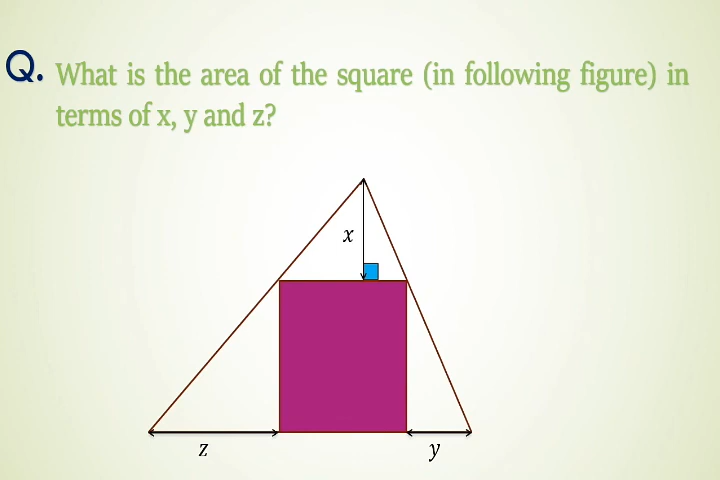 Q. What is the area of the square (in following figure) in
terms of x, y and z?
x
z
y